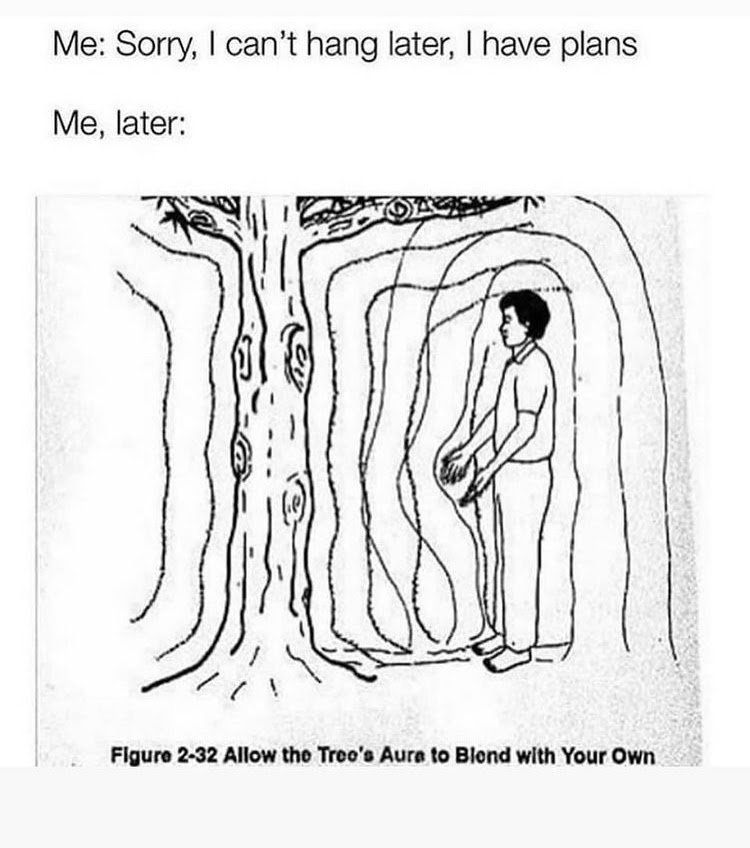 Me: Sorry, I can't hang later, I have plans
Me, later:
Figure 2-32 Allow the Tree's Aura to Blend with Your Own